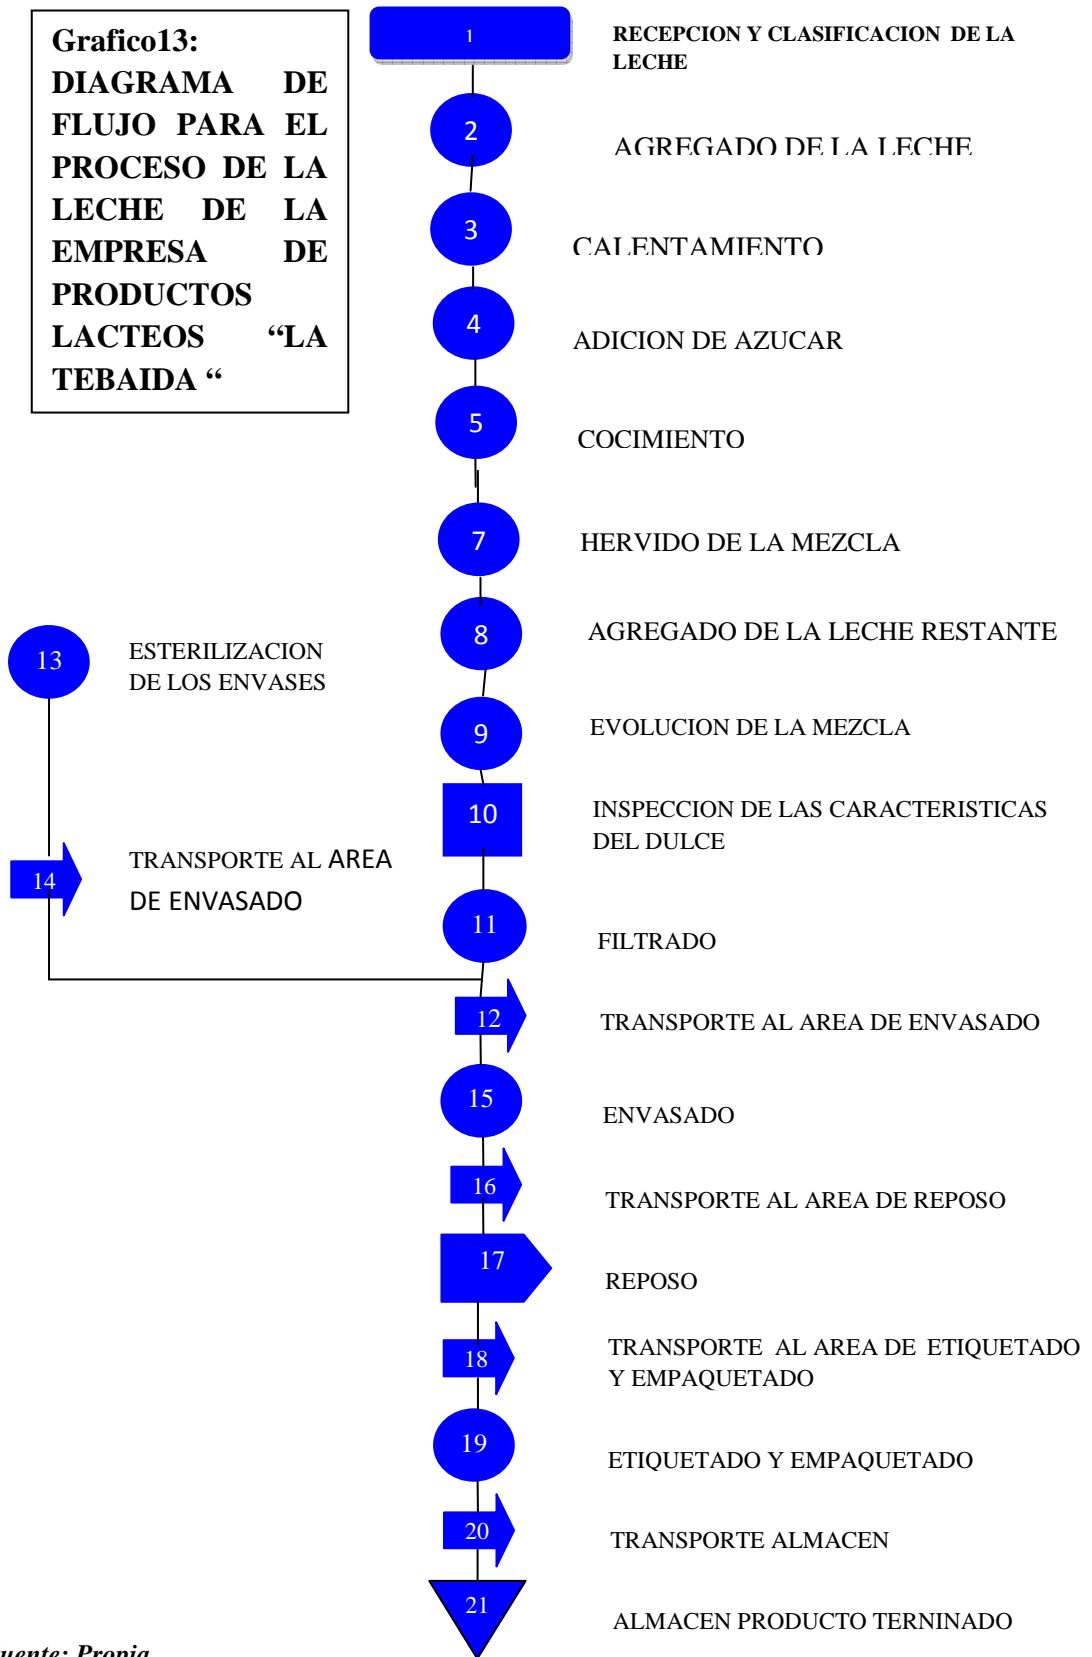 Grafico13:
DIAGRAMA DE
FLUJO PARA EL
PROCESO DE LA
LECHE DE LA
EMPRESA DE
PRODUCTOS
LACTEOS “LA
TEBAIDA “
1
RECEPCION Y CLASIFICACION DE LA
LECHE
2
AGREGADO DE LA LECHE
3
CALENTAMIENTO
4
ADICION DE AZUCAR
5
COCIMIENTO
7
HERVIDO DE LA MEZCLA
8
AGREGADO DE LA LECHE RESTANTE
13
ESTERILIZACION
DE LOS ENVASES
9
EVOLUCION DE LA MEZCLA
10
INSPECCION DE LAS CARACTERISTICAS
DEL DULCE
14
TRANSPORTE AL AREA
DE ENVASADO
11
FILTRADO
12
TRANSPORTE AL AREA DE ENVASADO
15
ENVASADO
16
TRANSPORTE AL AREA DE REPOSO
17
REPOSO
18
TRANSPORTE AL AREA DE ETIQUETADO
Y EMPAQUETADO
19
ETIQUETADO Y EMPAQUETADO
20
TRANSPORTE ALMACEN
21
ALMACEN PRODUCTO TERNINADO
uente: Propia